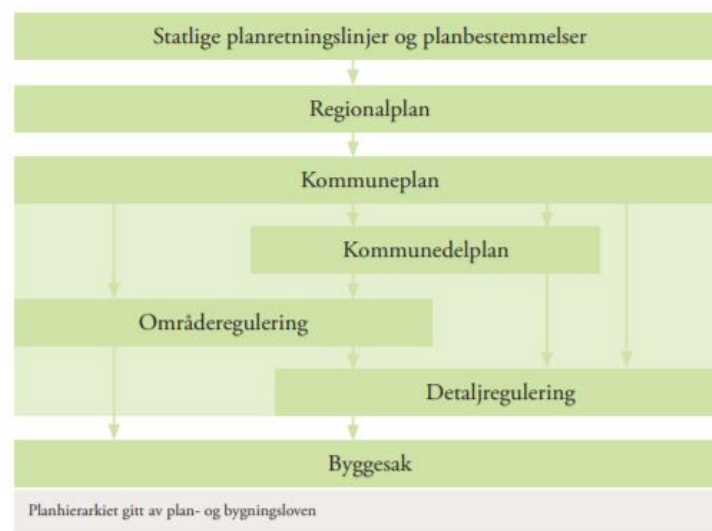 Statlige planretningslinjer og planbestemmelser
Regionalplan
Kommuneplan
Kommunedelplan
Områderegulering
Detaljregulering
Byggesak
Planhierarkiet gitt av plan- og bygningsloven